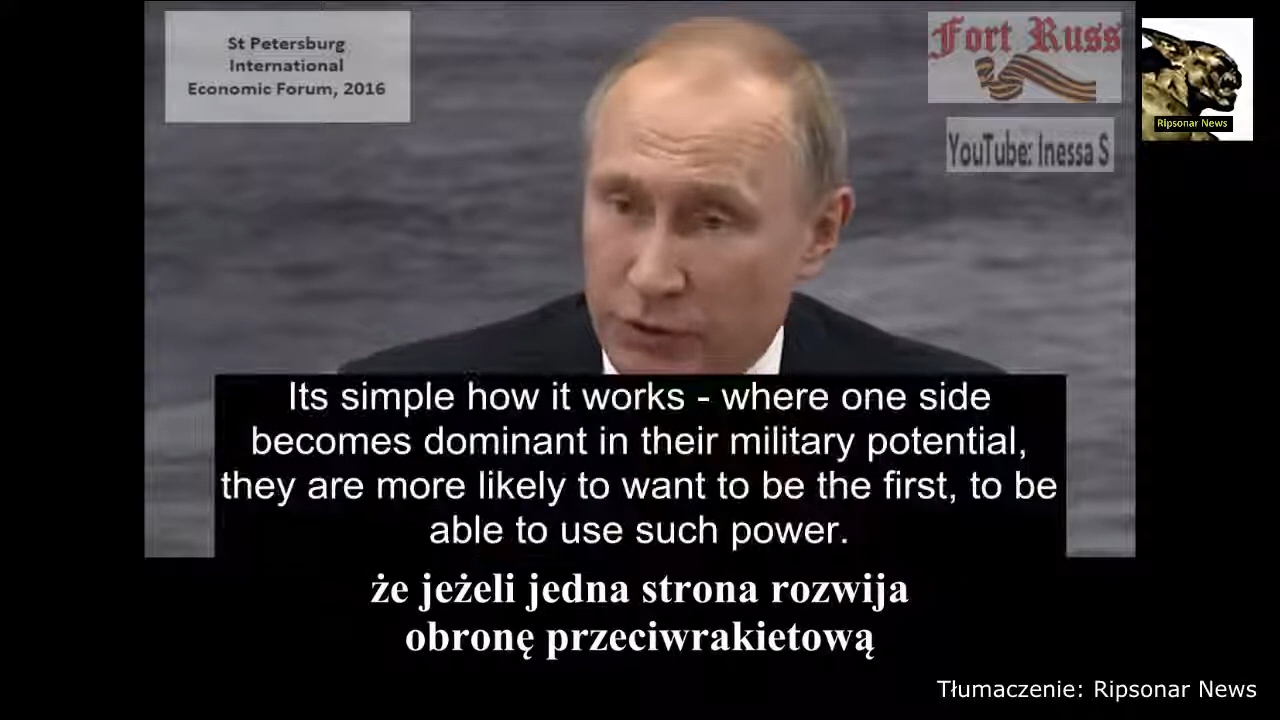 St Petersburg
International
Economic Forum, 2016
Fort Russ
YouTube: Inessa S
Ripsonar News
Its simple how it works - where one side
becomes dominant in their military potential,
they are more likely to want to be the first, to be
able to use such power.
że jeżeli jedna strona rozwija
obronę przeciwrakietową
Tłumaczenie: Ripsonar News